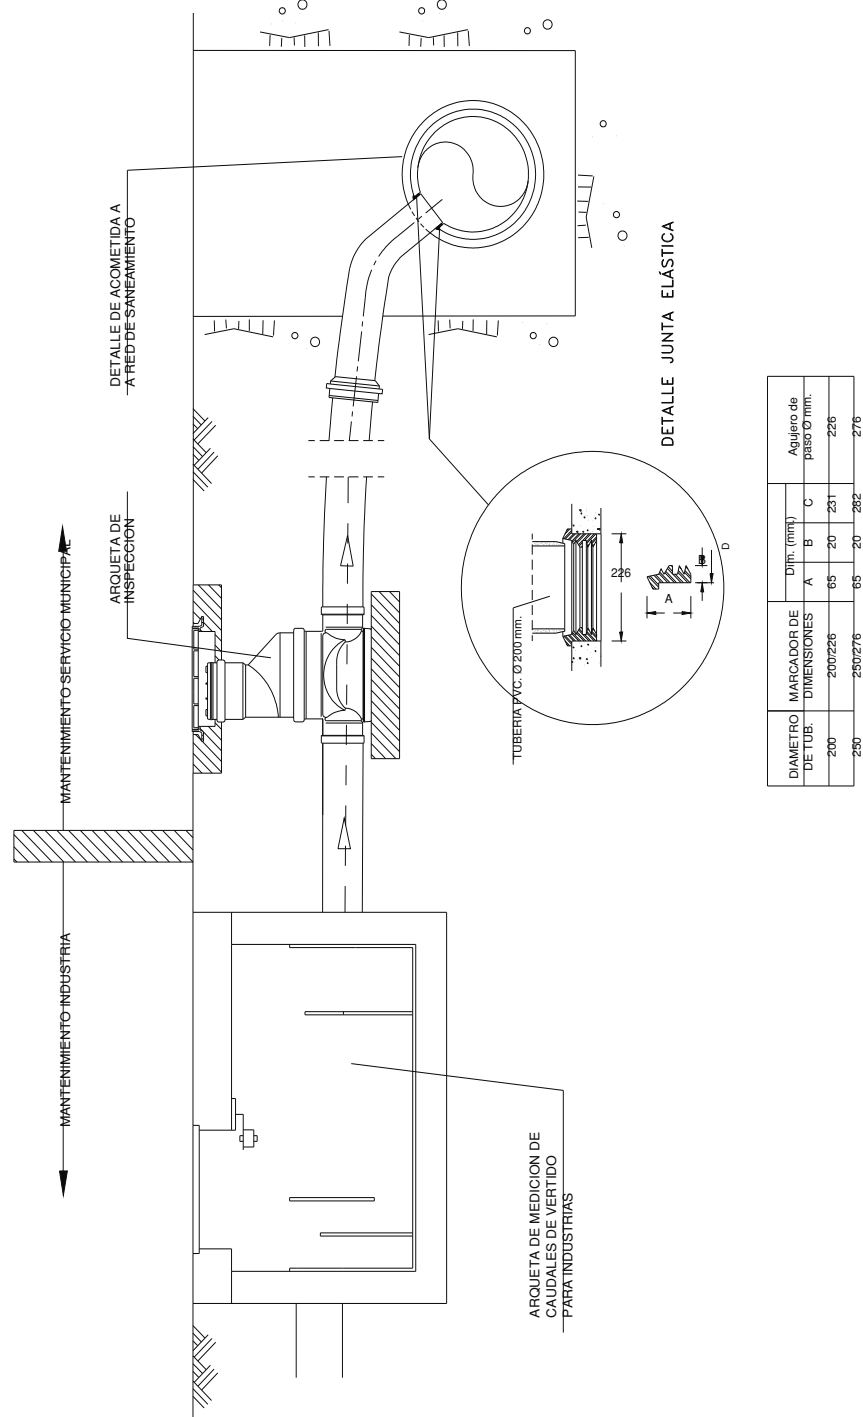 MANTENIMIENTO INDUSTRIA
MANTENIMIENTO SERVICIO MUNICIPAL
ARQUETA DE
INSPECCION
DETALLE DE ACOMETIDA A
A RED DE SANEAMIENTO
ARQUETA DE MEDICION DE
CAUDALES DE VERTIDO
PARA INDUSTRIAS
TUBERIA PVC. Ø 200 mm.
226
A
B
D
DETALLE JUNTA ELÁSTICA
DIAMETRO
DE TUB.
MARCADOR DE
DIMENSIONES
Dim. (mm.)
A B C
Agujero de
paso Ø mm.
200 200/226 65 20 231 226
250 250/276 65 20 282 276